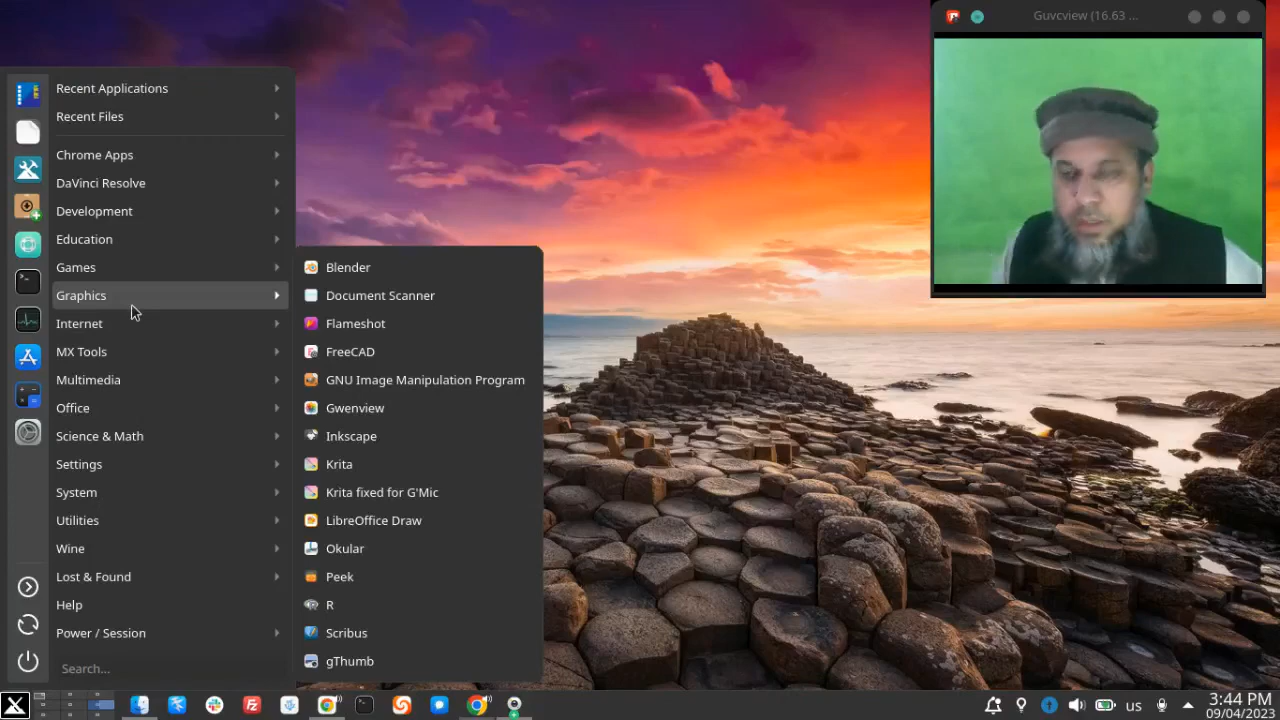 Guvcview (16.63 ...
Recent Applications
Recent Files
Chrome Apps
DaVinci Resolve
Development
Education
Games
Graphics
Internet
MX Tools
Multimedia
Office
Science & Math
Settings
System
Utilities
Wine
Lost & Found
Help
Power / Session
Search...
Blender
Document Scanner
Flameshot
FreeCAD
GNU Image Manipulation Program
Gwenview
Inkscape
Krita
Krita fixed for G'Mic
LibreOffice Draw
Okular
Peek
R
Scribus
gThumb
us
3:44 PM
09/04/2023